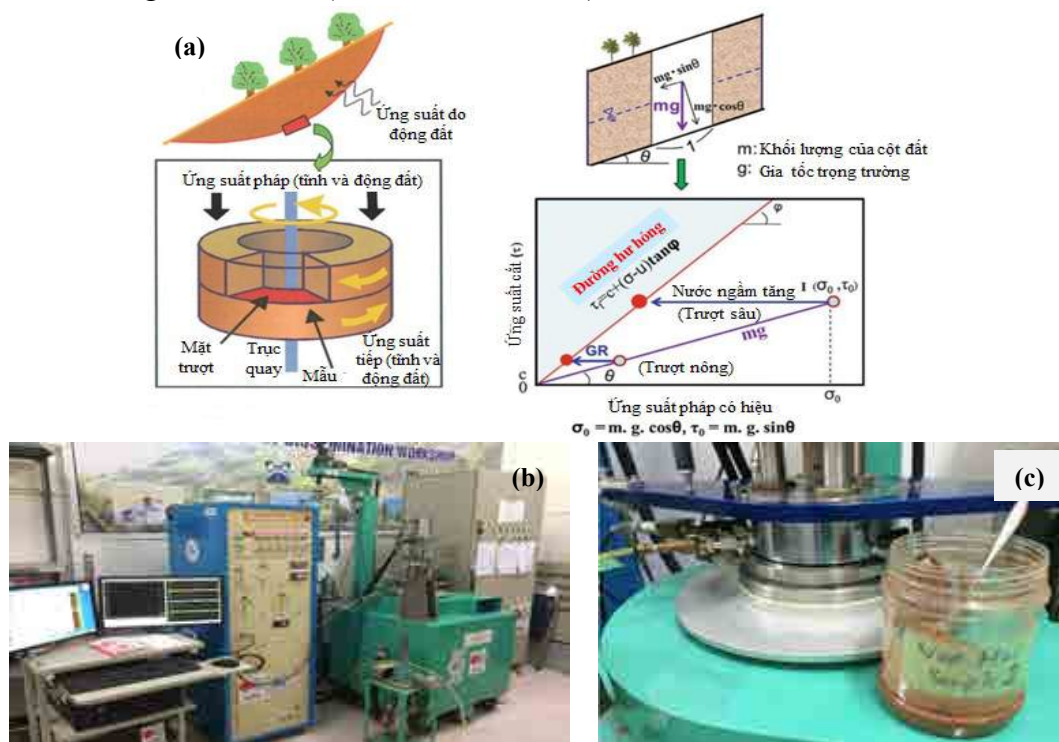 (a)
Ứng suất do
động đất
Ứng suất pháp (tĩnh và động đất)
Mặt
trượt
Trục
quay
Mẫu
Ứng suất
tiếp (tĩnh và
động đất)
mg·sinθ
mg
mg·cosθ
θ
1
m: Khối lượng của cột đất
g: Gia tốc trọng trường
Ứng suất cắt (τ)
Đường hư hỏng
τf=c+(σ-u)tanφ
φ
Nước ngầm tăng
(Trượt sâu)
I (σ₀,τ₀)
mg
GR
(Trượt nông)
c
0
θ
σ₀
Ứng suất pháp có hiệu
σ₀ = m. g. cosθ, τ₀ = m. g. sinθ
(b)
WORKSHOP
(c)